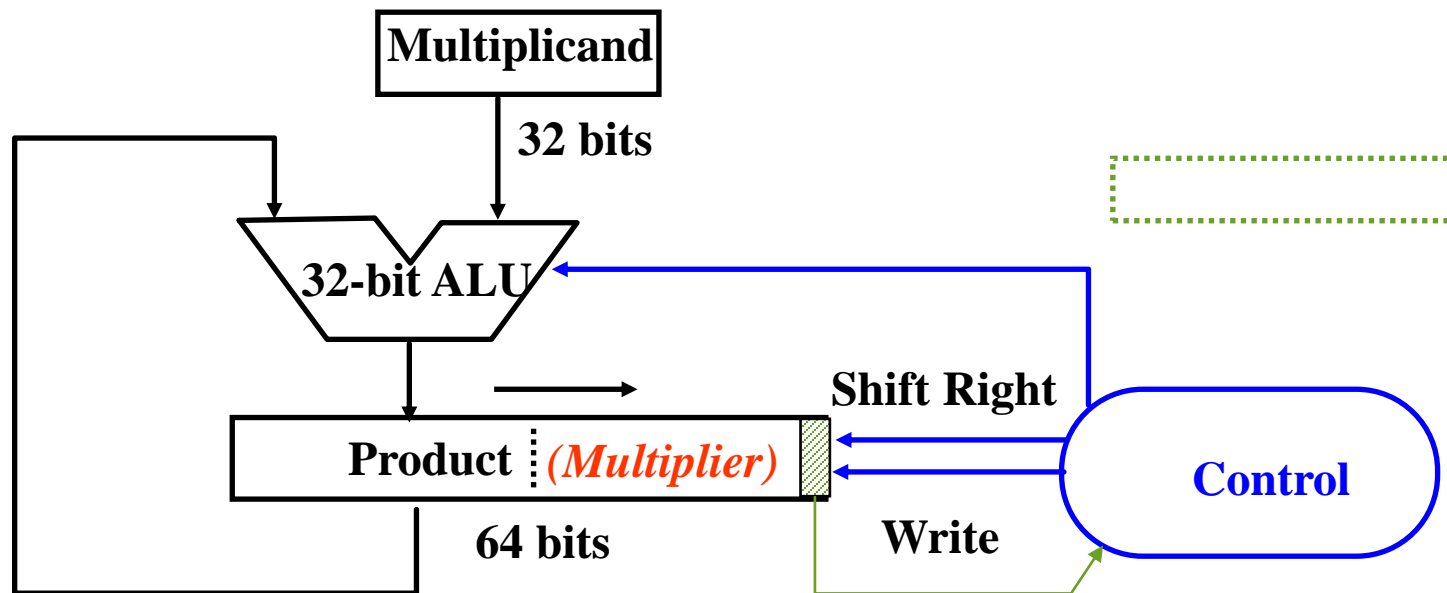 Multiplicand
32 bits
32-bit ALU
Shift Right
Product (Multiplier)
Control
64 bits
Write